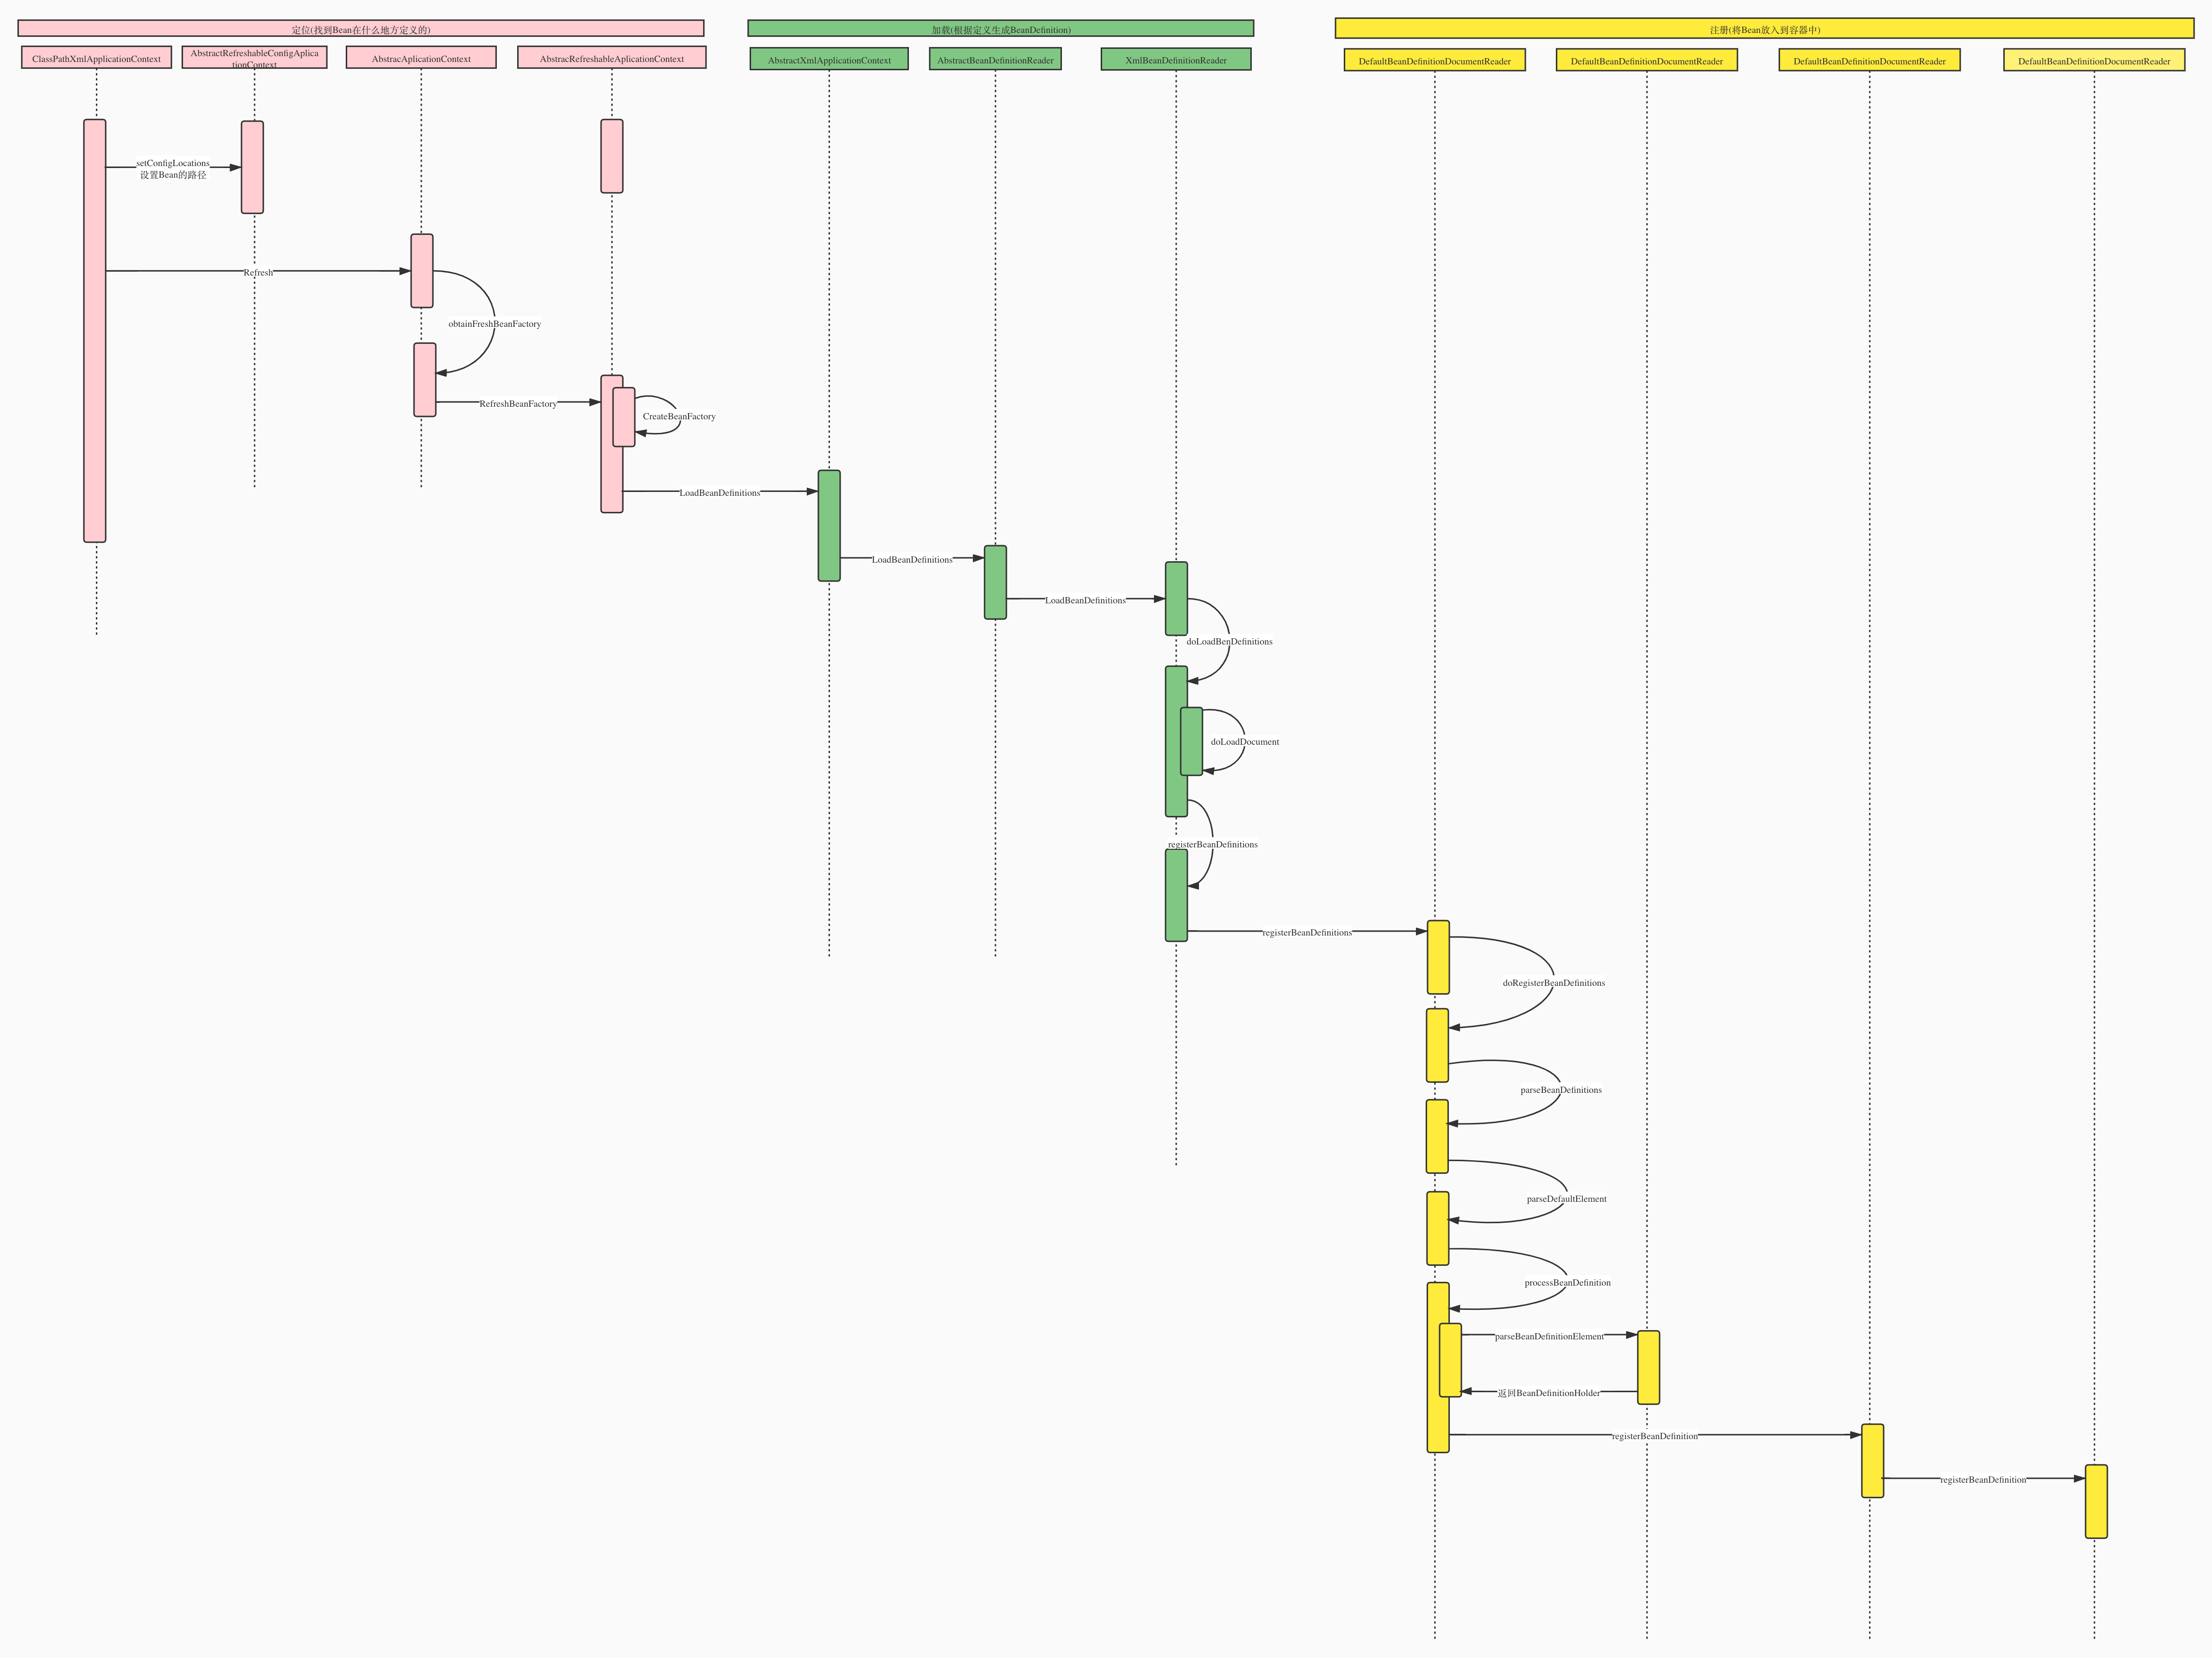 定位(找到Bean在什么地方定义的)
加载(根据定义生成BeanDefinition)
注册(将Bean放入到容器中)
ClassPathXmlApplicationContext
AbstractRefreshableConfigAplica
tionContext
AbstracAplicationContext
AbstracRefreshableAplicationContext
AbstractXmlApplicationContext
AbstractBeanDefinitionReader
XmlBeanDefinitionReader
DefaultBeanDefinitionDocumentReader
DefaultBeanDefinitionDocumentReader
DefaultBeanDefinitionDocumentReader
DefaultBeanDefinitionDocumentReader
setConfigLocations
设置Bean的路径
Refresh
obtainFreshBeanFactory
RefreshBeanFactory
CreateBeanFactory
LoadBeanDefinitions
LoadBeanDefinitions
LoadBeanDefinitions
doLoadBenDefinitions
doLoadDocument
registerBeanDefinitions
registerBeanDefinitions
doRegisterBeanDefinitions
parseBeanDefinitions
parseDefaultElement
processBeanDefinition
parseBeanDefinitionElement
返回BeanDefinitionHolder
registerBeanDefinition
registerBeanDefinition